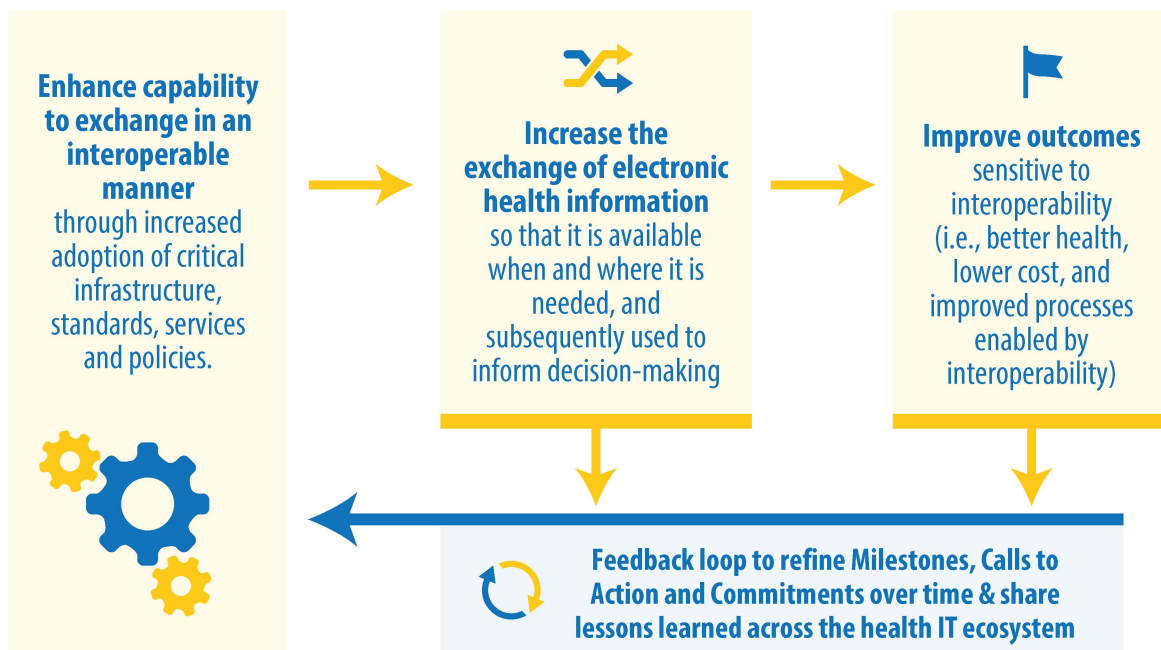 Enhance capability
to exchange in an
interoperable
manner
through increased
adoption of critical
infrastructure,
standards, services
and policies.
Increase the
exchange of electronic
health information
so that it is available
when and where it is
needed, and
subsequently used to
inform decision-making
Improve outcomes
sensitive to
interoperability
(i.e., better health,
lower cost, and
improved processes
enabled by
interoperability)
Feedback loop to refine Milestones, Calls to
Action and Commitments over time & share
lessons learned across the health IT ecosystem